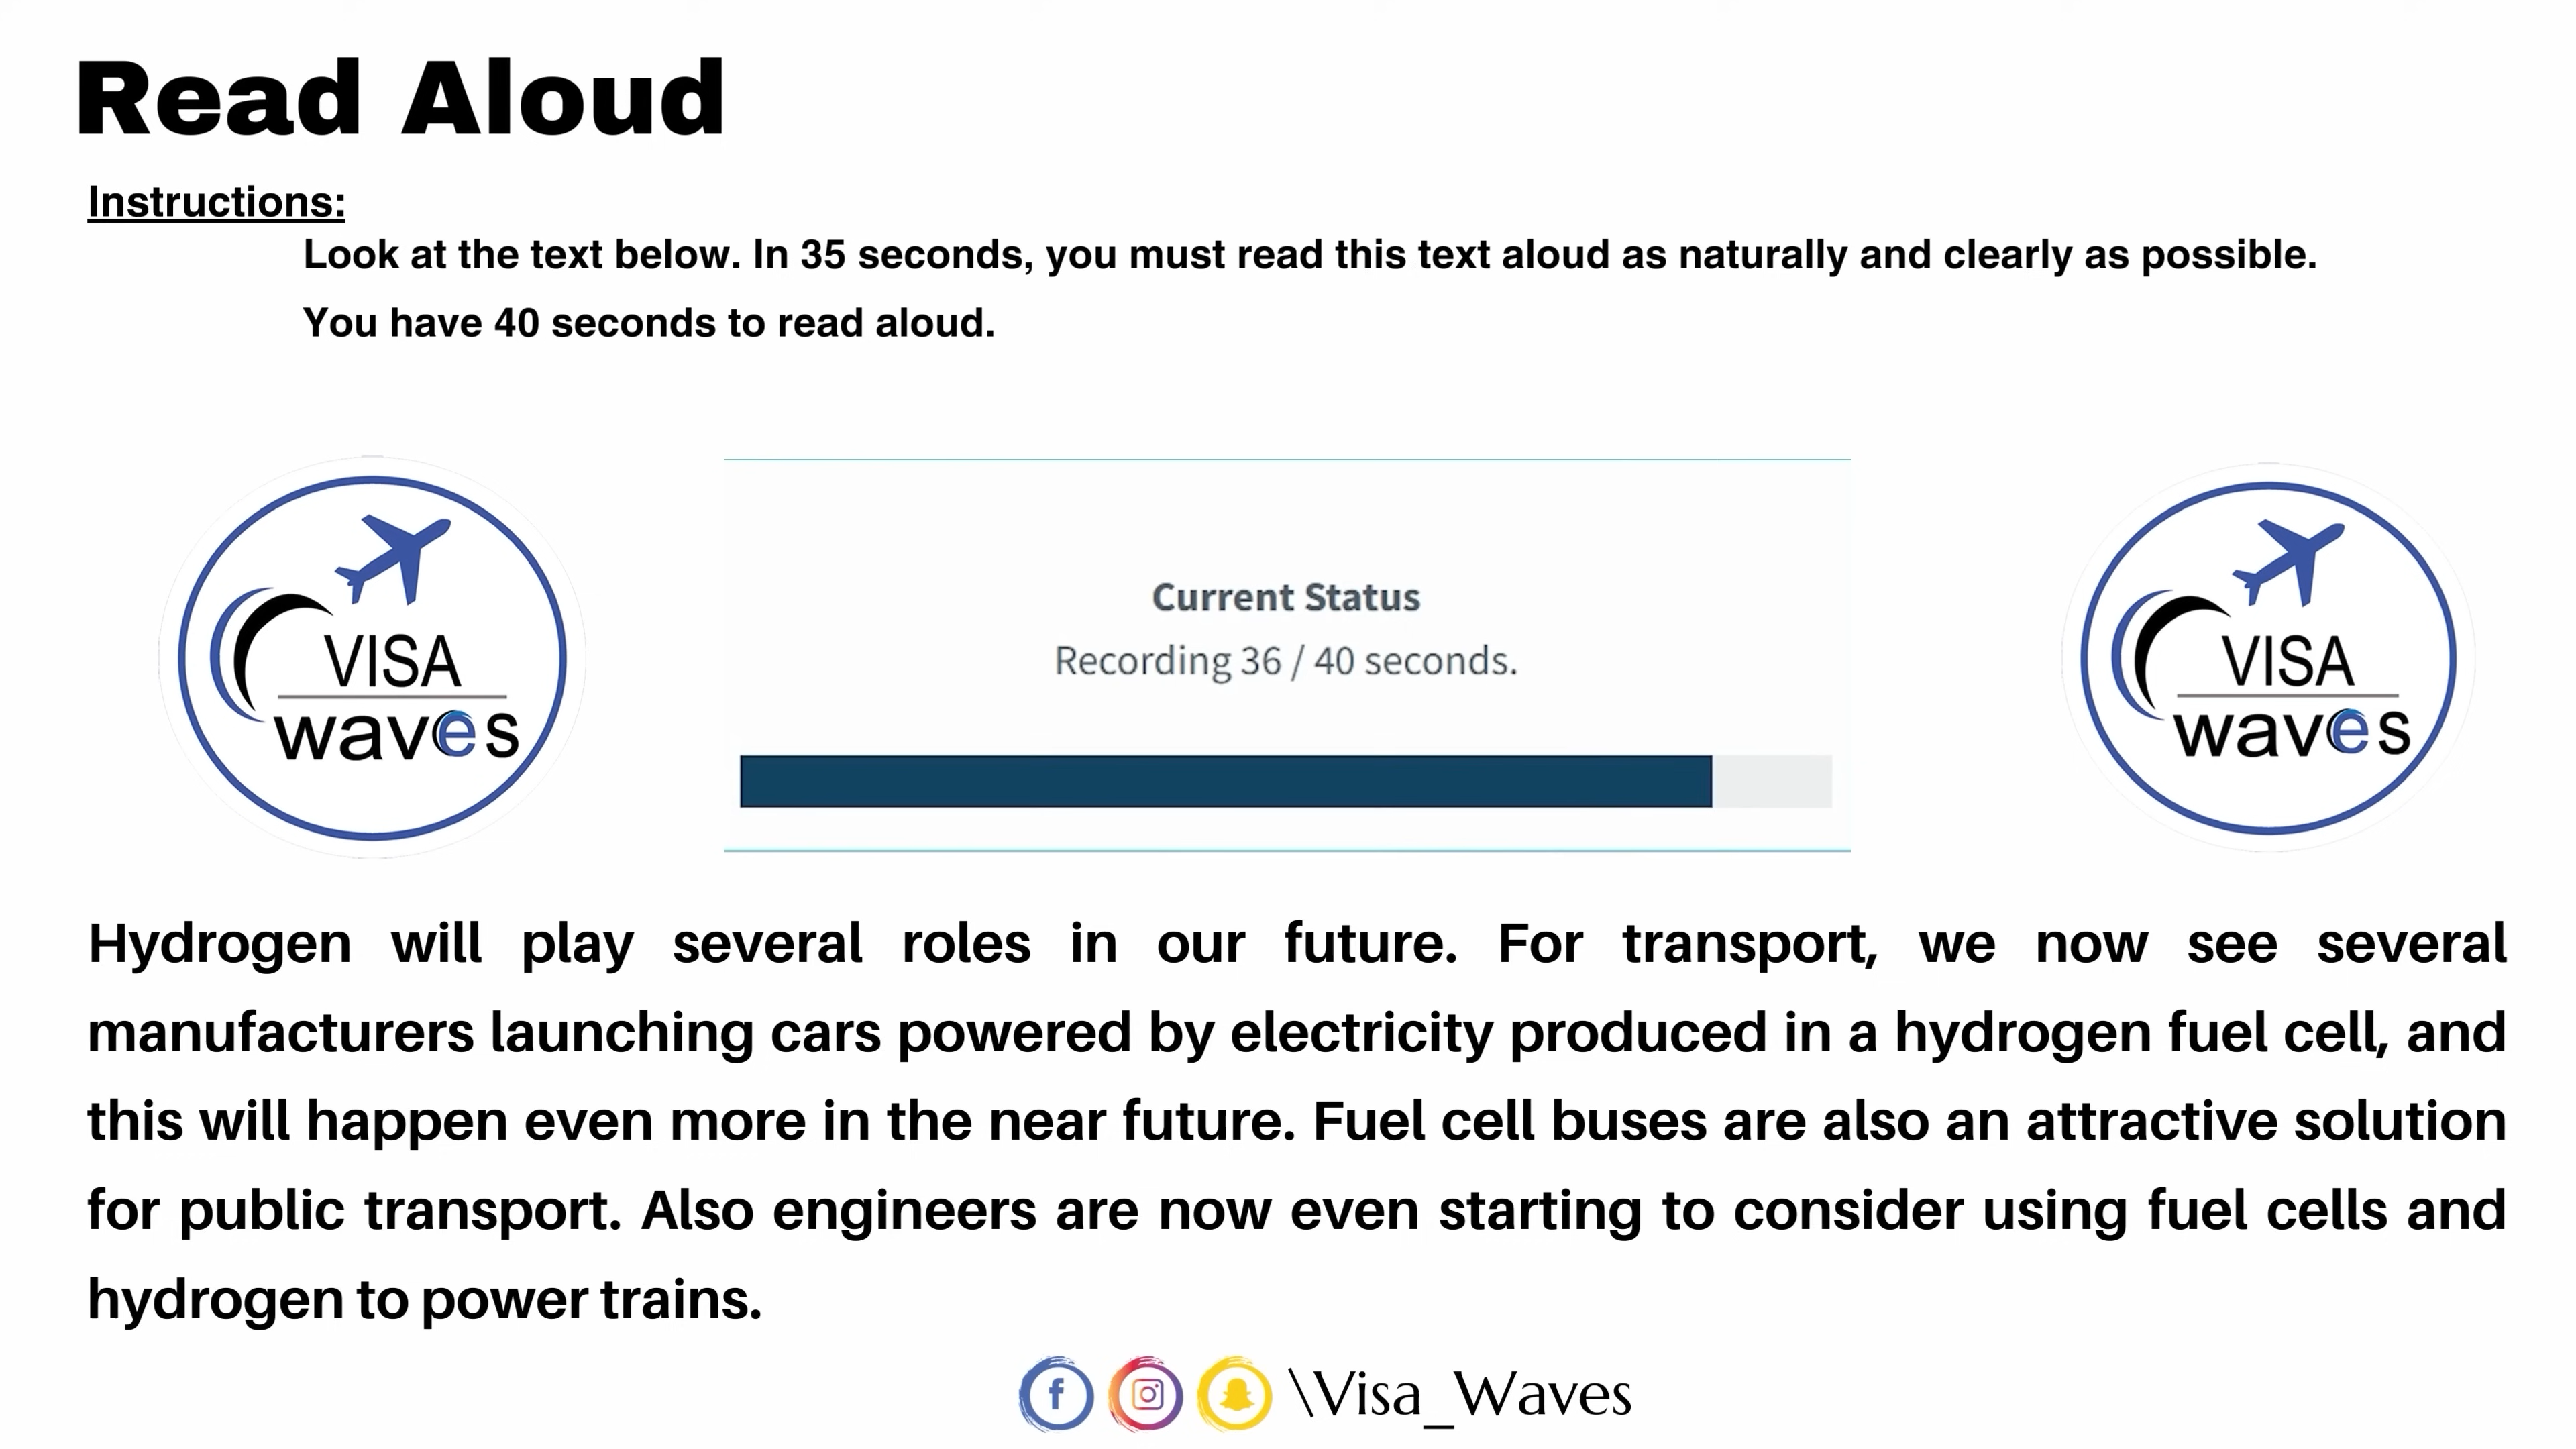 Read Aloud
Instructions:
Look at the text below. In 35 seconds, you must read this text aloud as naturally and clearly as possible.
You have 40 seconds to read aloud.
VISA
waves
Current Status
Recording 36 / 40 seconds.
VISA
waves
Hydrogen will play several roles in our future. For transport, we now see several
manufacturers launching cars powered by electricity produced in a hydrogen fuel cell, and
this will happen even more in the near future. Fuel cell buses are also an attractive solution
for public transport. Also engineers are now even starting to consider using fuel cells and
hydrogen to power trains.
\Visa_Waves